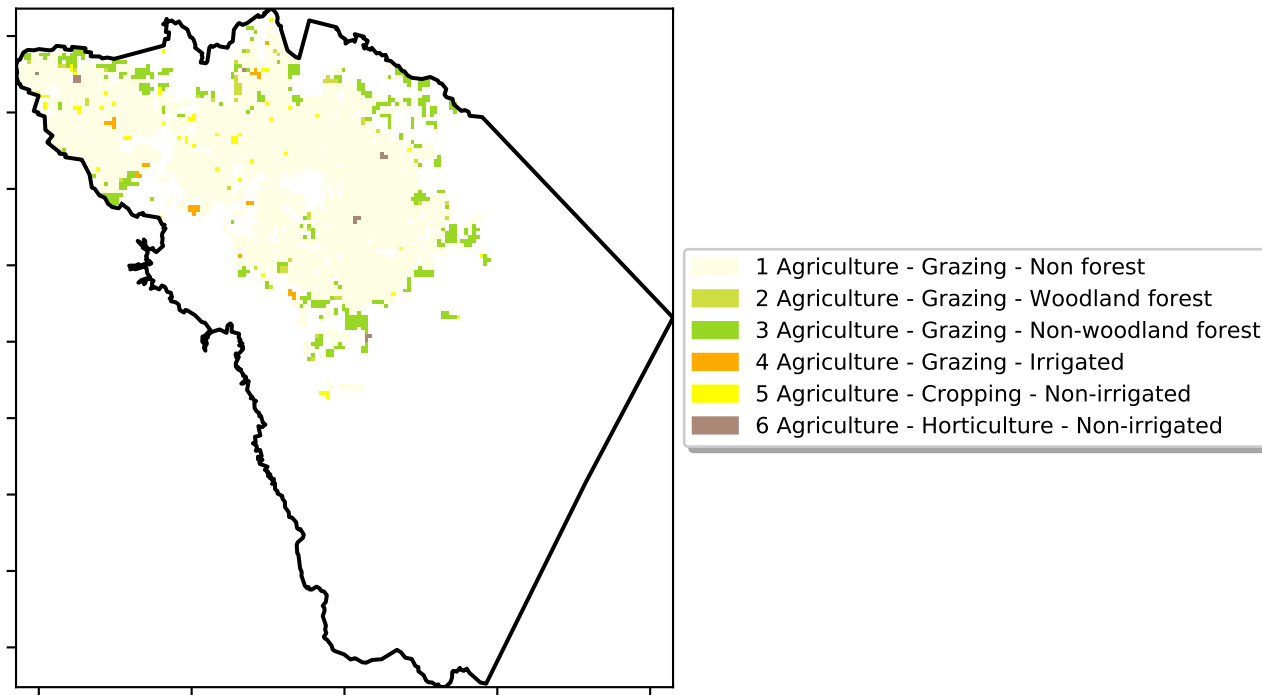 1 Agriculture - Grazing - Non forest
2 Agriculture - Grazing - Woodland forest
3 Agriculture - Grazing - Non-woodland forest
4 Agriculture - Grazing - Irrigated
5 Agriculture - Cropping - Non-irrigated
6 Agriculture - Horticulture - Non-irrigated